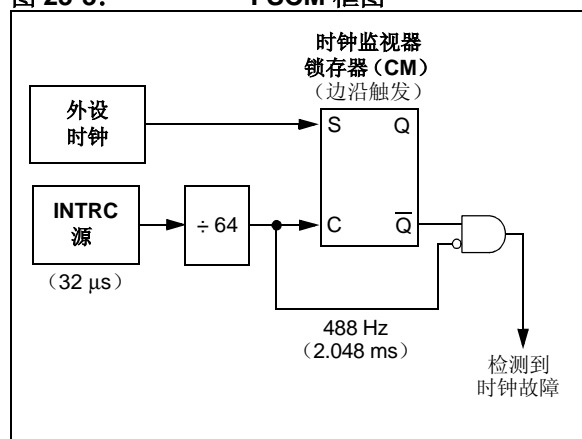 图 23-3: FSCM 框图
时钟监视器
锁存器（CM）
（边沿触发）
外设
时钟
S Q
INTRC
源
÷ 64
C Q
（32 μs）
488 Hz
（2.048 ms）
检测到
时钟故障